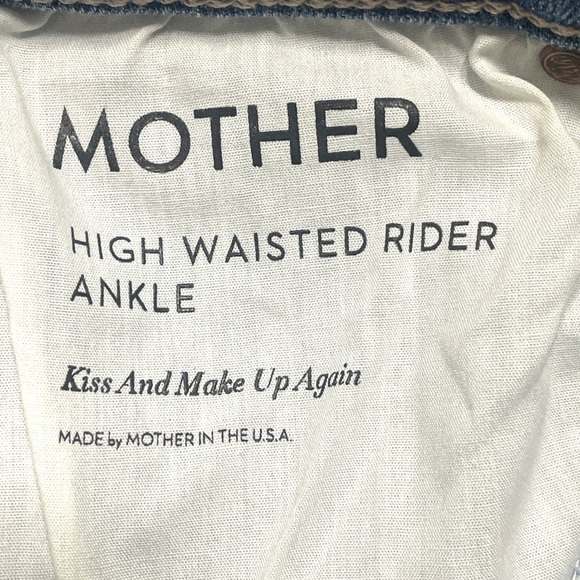 MOTHER
HIGH WAISTED RIDER
ANKLE
Kiss And Make Up Again
MADE by MOTHER IN THE U.S.A.